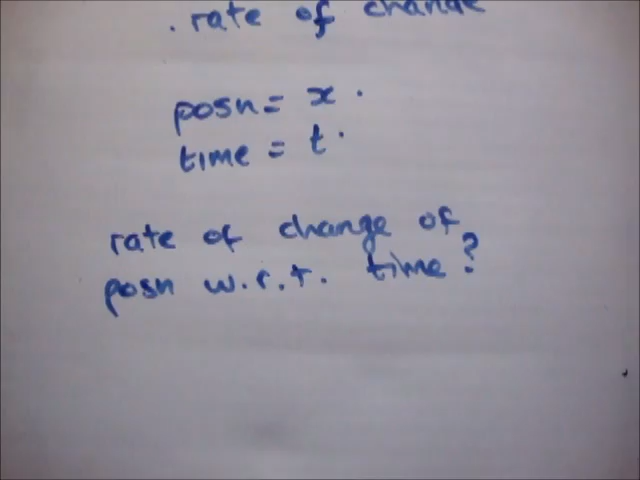 . rate of change
posn = x .
time = t .
rate of change of
posn w.r.t. time?